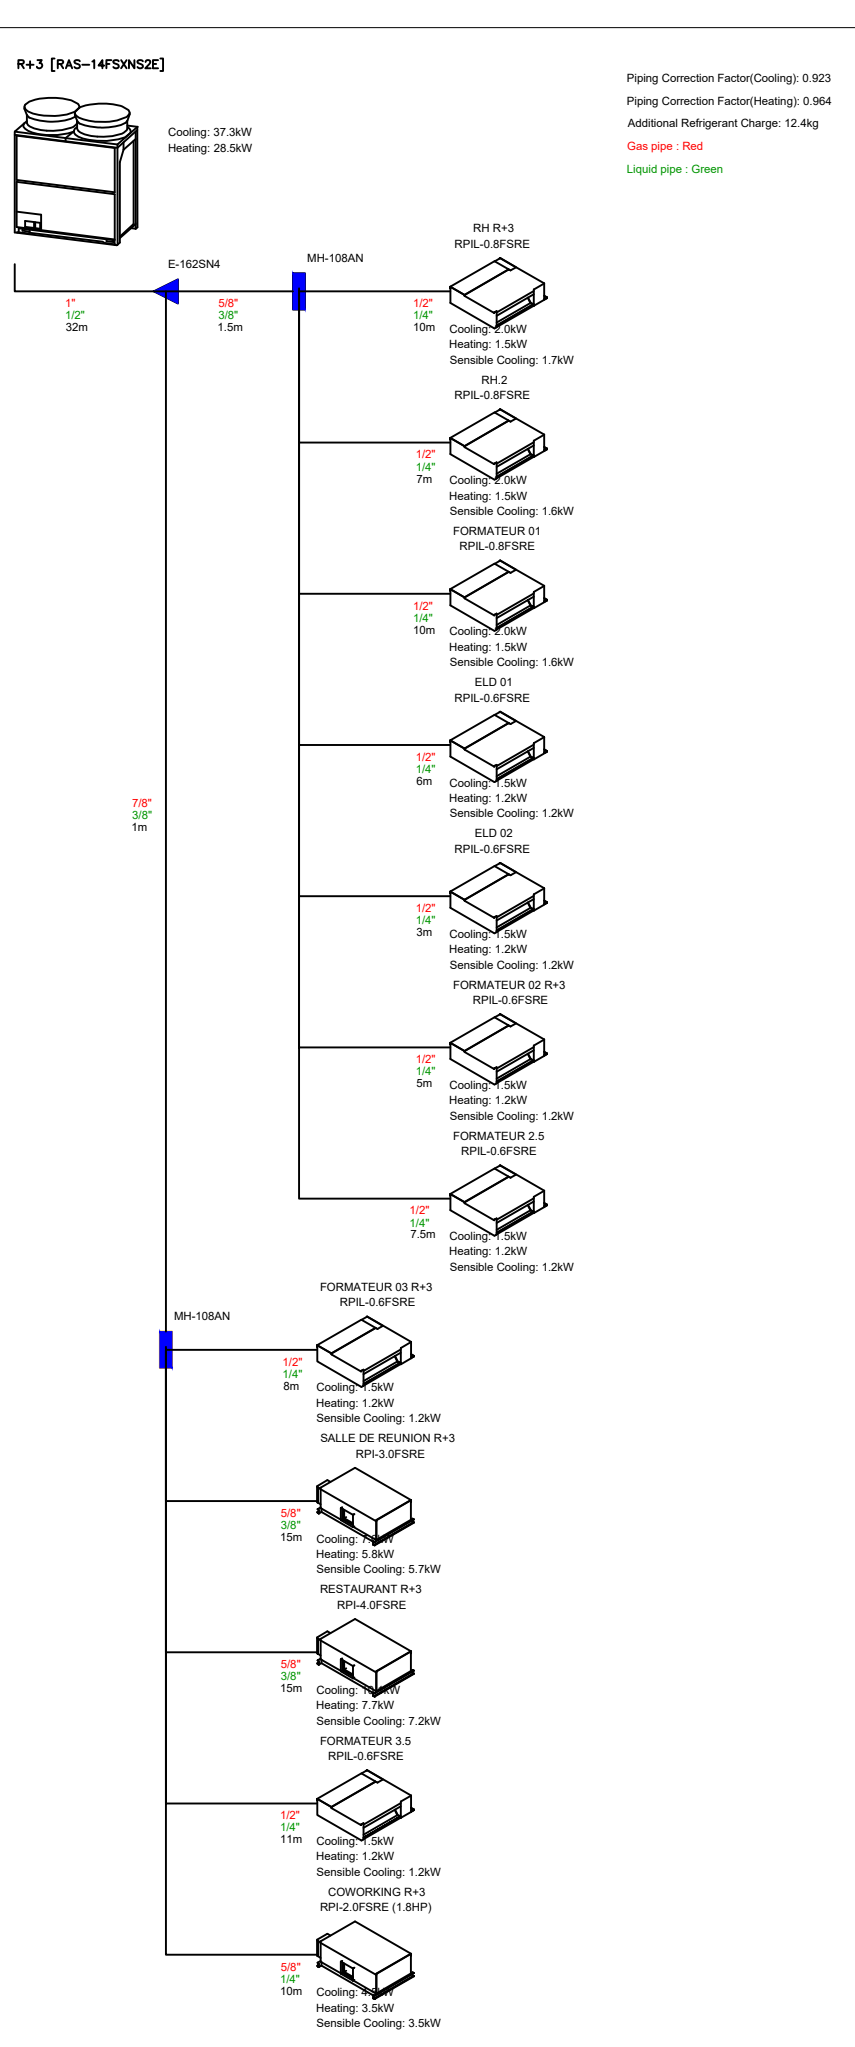 R+3 [RAS-14FSXNS2E]
Piping Correction Factor(Cooling): 0.923
Piping Correction Factor(Heating): 0.964
Additional Refrigerant Charge: 12.4kg
Gas pipe : Red
Liquid pipe : Green
Cooling: 37.3kW
Heating: 28.5kW
E-162SN4
MH-108AN
1"
1/2"
32m
5/8"
3/8"
1.5m
RH R+3
RPIL-0.8FSRE
1/2"
1/4"
10m
Cooling: 2.0kW
Heating: 1.5kW
Sensible Cooling: 1.7kW
RH.2
RPIL-0.8FSRE
1/2"
1/4"
7m
Cooling: 2.0kW
Heating: 1.5kW
Sensible Cooling: 1.6kW
FORMATEUR 01
RPIL-0.8FSRE
1/2"
1/4"
10m
Cooling: 2.0kW
Heating: 1.5kW
Sensible Cooling: 1.6kW
ELD 01
RPIL-0.6FSRE
1/2"
1/4"
6m
Cooling: 1.5kW
Heating: 1.2kW
Sensible Cooling: 1.2kW
7/8"
3/8"
1m
ELD 02
RPIL-0.6FSRE
1/2"
1/4"
3m
Cooling: 1.5kW
Heating: 1.2kW
Sensible Cooling: 1.2kW
FORMATEUR 02 R+3
RPIL-0.6FSRE
1/2"
1/4"
5m
Cooling: 1.5kW
Heating: 1.2kW
Sensible Cooling: 1.2kW
FORMATEUR 2.5
RPIL-0.6FSRE
1/2"
1/4"
7.5m
Cooling: 1.5kW
Heating: 1.2kW
Sensible Cooling: 1.2kW
MH-108AN
FORMATEUR 03 R+3
RPIL-0.6FSRE
1/2"
1/4"
8m
Cooling: 1.5kW
Heating: 1.2kW
Sensible Cooling: 1.2kW
SALLE DE REUNION R+3
RPI-3.0FSRE
5/8"
3/8"
15m
Cooling:
Heating: 5.8kW
Sensible Cooling: 5.7kW
RESTAURANT R+3
RPI-4.0FSRE
5/8"
3/8"
15m
Cooling:
Heating: 7.7kW
Sensible Cooling: 7.2kW
FORMATEUR 3.5
RPIL-0.6FSRE
1/2"
1/4"
11m
Cooling: 1.5kW
Heating: 1.2kW
Sensible Cooling: 1.2kW
COWORKING R+3
RPI-2.0FSRE (1.8HP)
5/8"
1/4"
10m
Cooling:
Heating: 3.5kW
Sensible Cooling: 3.5kW